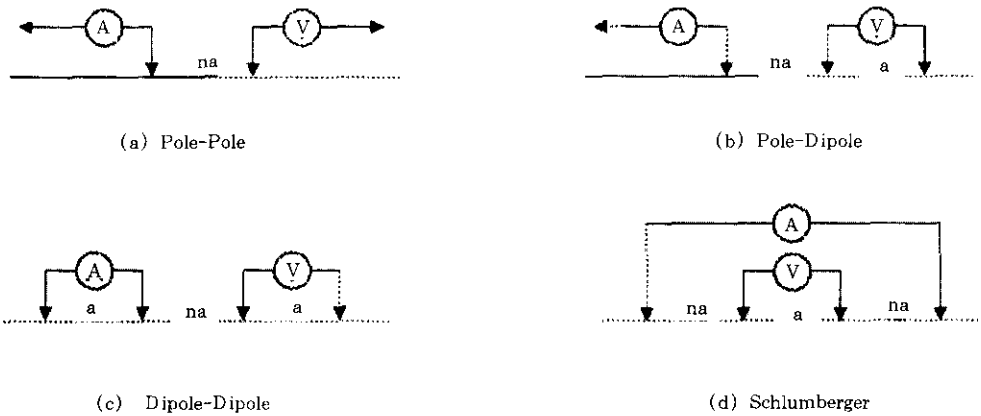 A V
na
(a) Pole-Pole
A V
na a
(b) Pole-Dipole
A V
a na a
(c) Dipole-Dipole
A
V
na a na
(d) Schlumberger